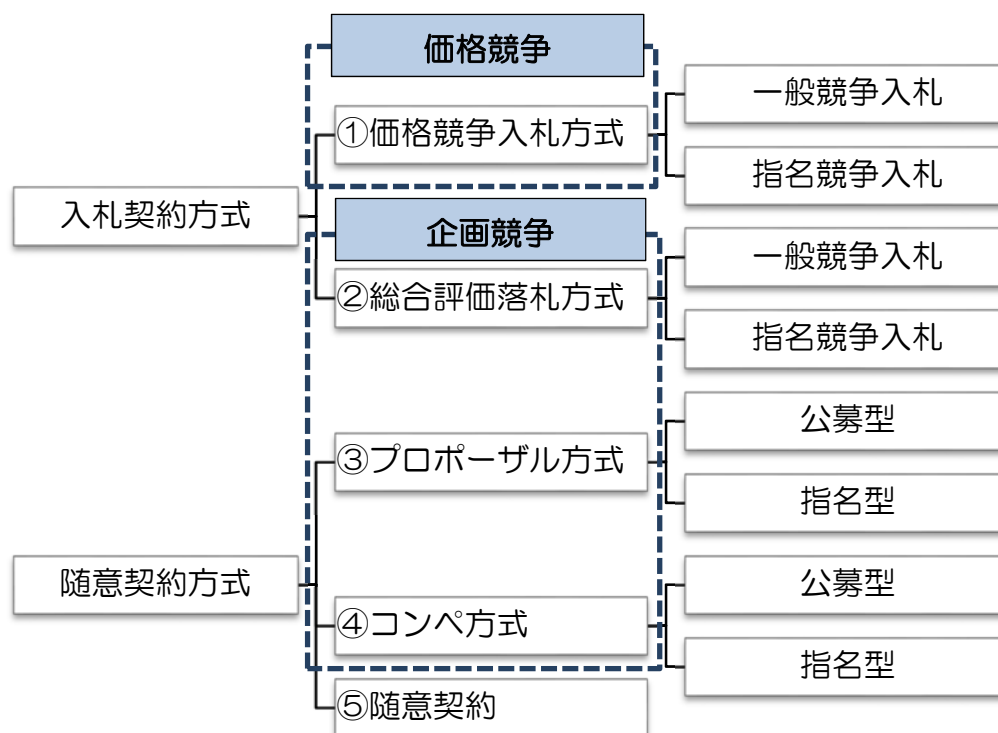 価格競争
一般競争入札
①価格競争入札方式
指名競争入札
入札契約方式
企画競争
一般競争入札
②総合評価落札方式
指名競争入札
公募型
③プロポーザル方式
指名型
随意契約方式
公募型
④コンペ方式
指名型
⑤随意契約